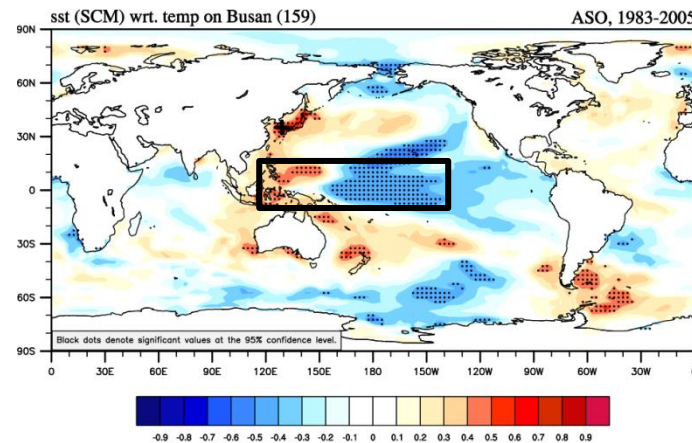 sst (SCM) wrt. temp on Busan (159) ASO, 1983-2005
90N
60N
30N
0
30S
60S
90S
Black dots denote significant values at the 95% confidence level.
0 30E 60E 90E 120E 150E 180 150W 120W 90W 60W 30W 0
-0.9 -0.8 -0.7 -0.6 -0.5 -0.4 -0.3 -0.2 -0.1 0 0.1 0.2 0.3 0.4 0.5 0.6 0.7 0.8 0.9